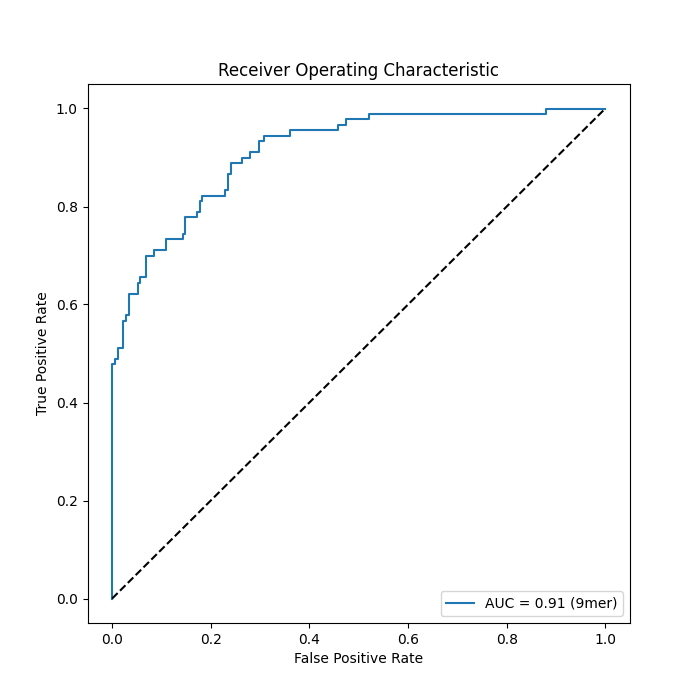 Receiver Operating Characteristic
1.0
0.8
0.6
0.4
0.2
0.0
True Positive Rate
AUC = 0.91 (9mer)
0.0 0.2 0.4 0.6 0.8 1.0
False Positive Rate